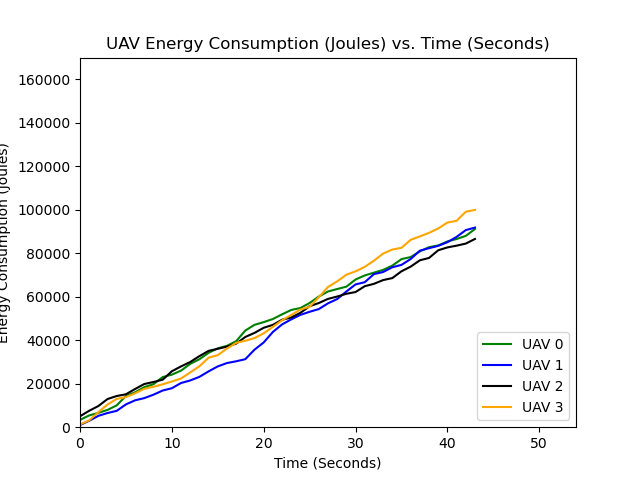 UAV Energy Consumption (Joules) vs. Time (Seconds)
Energy Consumption (Joules)
160000
140000
120000
100000
80000
60000
40000
20000
0
0 10 20 30 40 50
Time (Seconds)
UAV 0
UAV 1
UAV 2
UAV 3